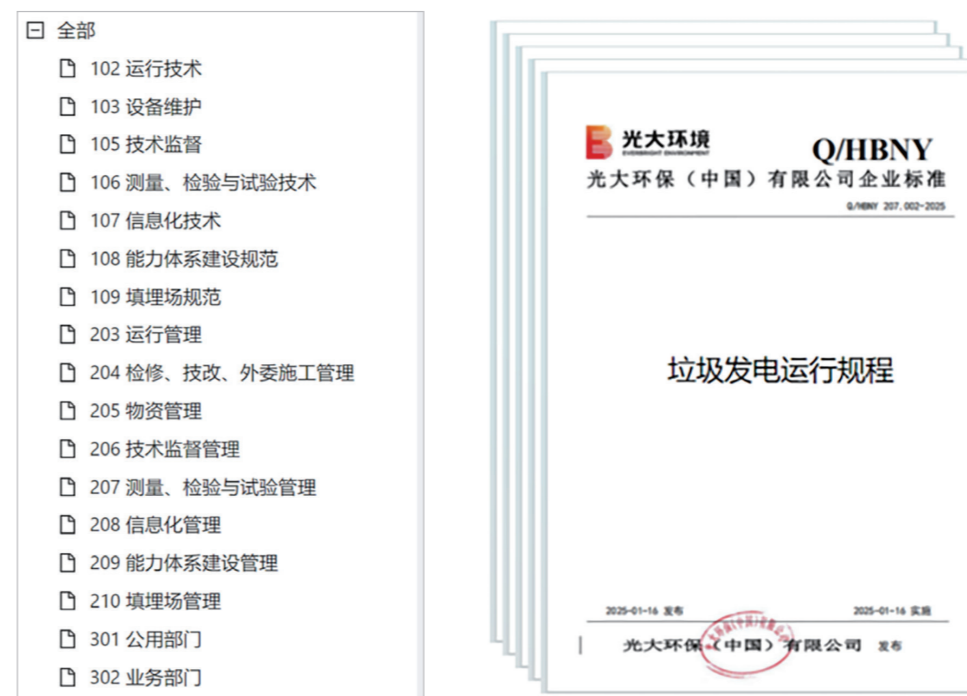 全部
102 运行技术
103 设备维护
105 技术监督
106 测量、检验与试验技术
107 信息化技术
108 能力体系建设规范
109 填埋场规范
203 运行管理
204 检修、技改、外委施工管理
205 物资管理
206 技术监督管理
207 测量、检验与试验管理
208 信息化管理
209 能力体系建设管理
210 填埋场管理
301 公用部门
302 业务部门
光大环境
EVERBRIGHT ENVIRONMENT
Q/HBNY
光大环保（中国）有限公司企业标准
Q/HBNY 207.002-2025
垃圾发电运行规程
2025-01-16 发布 2025-01-16 实施
光大环保（中国）有限公司 发布